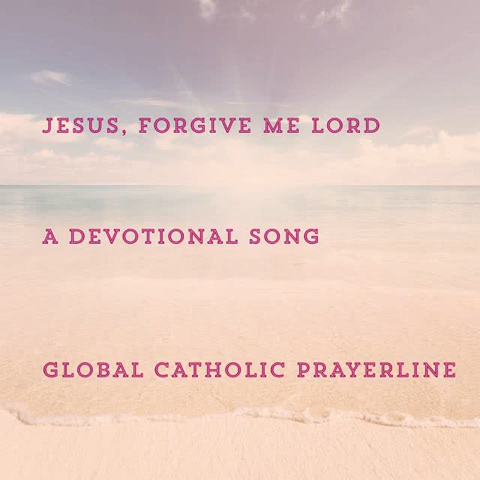 JESUS, FORGIVE ME LORD
A DEVOTIONAL SONG
GLOBAL CATHOLIC PRAYERLINE